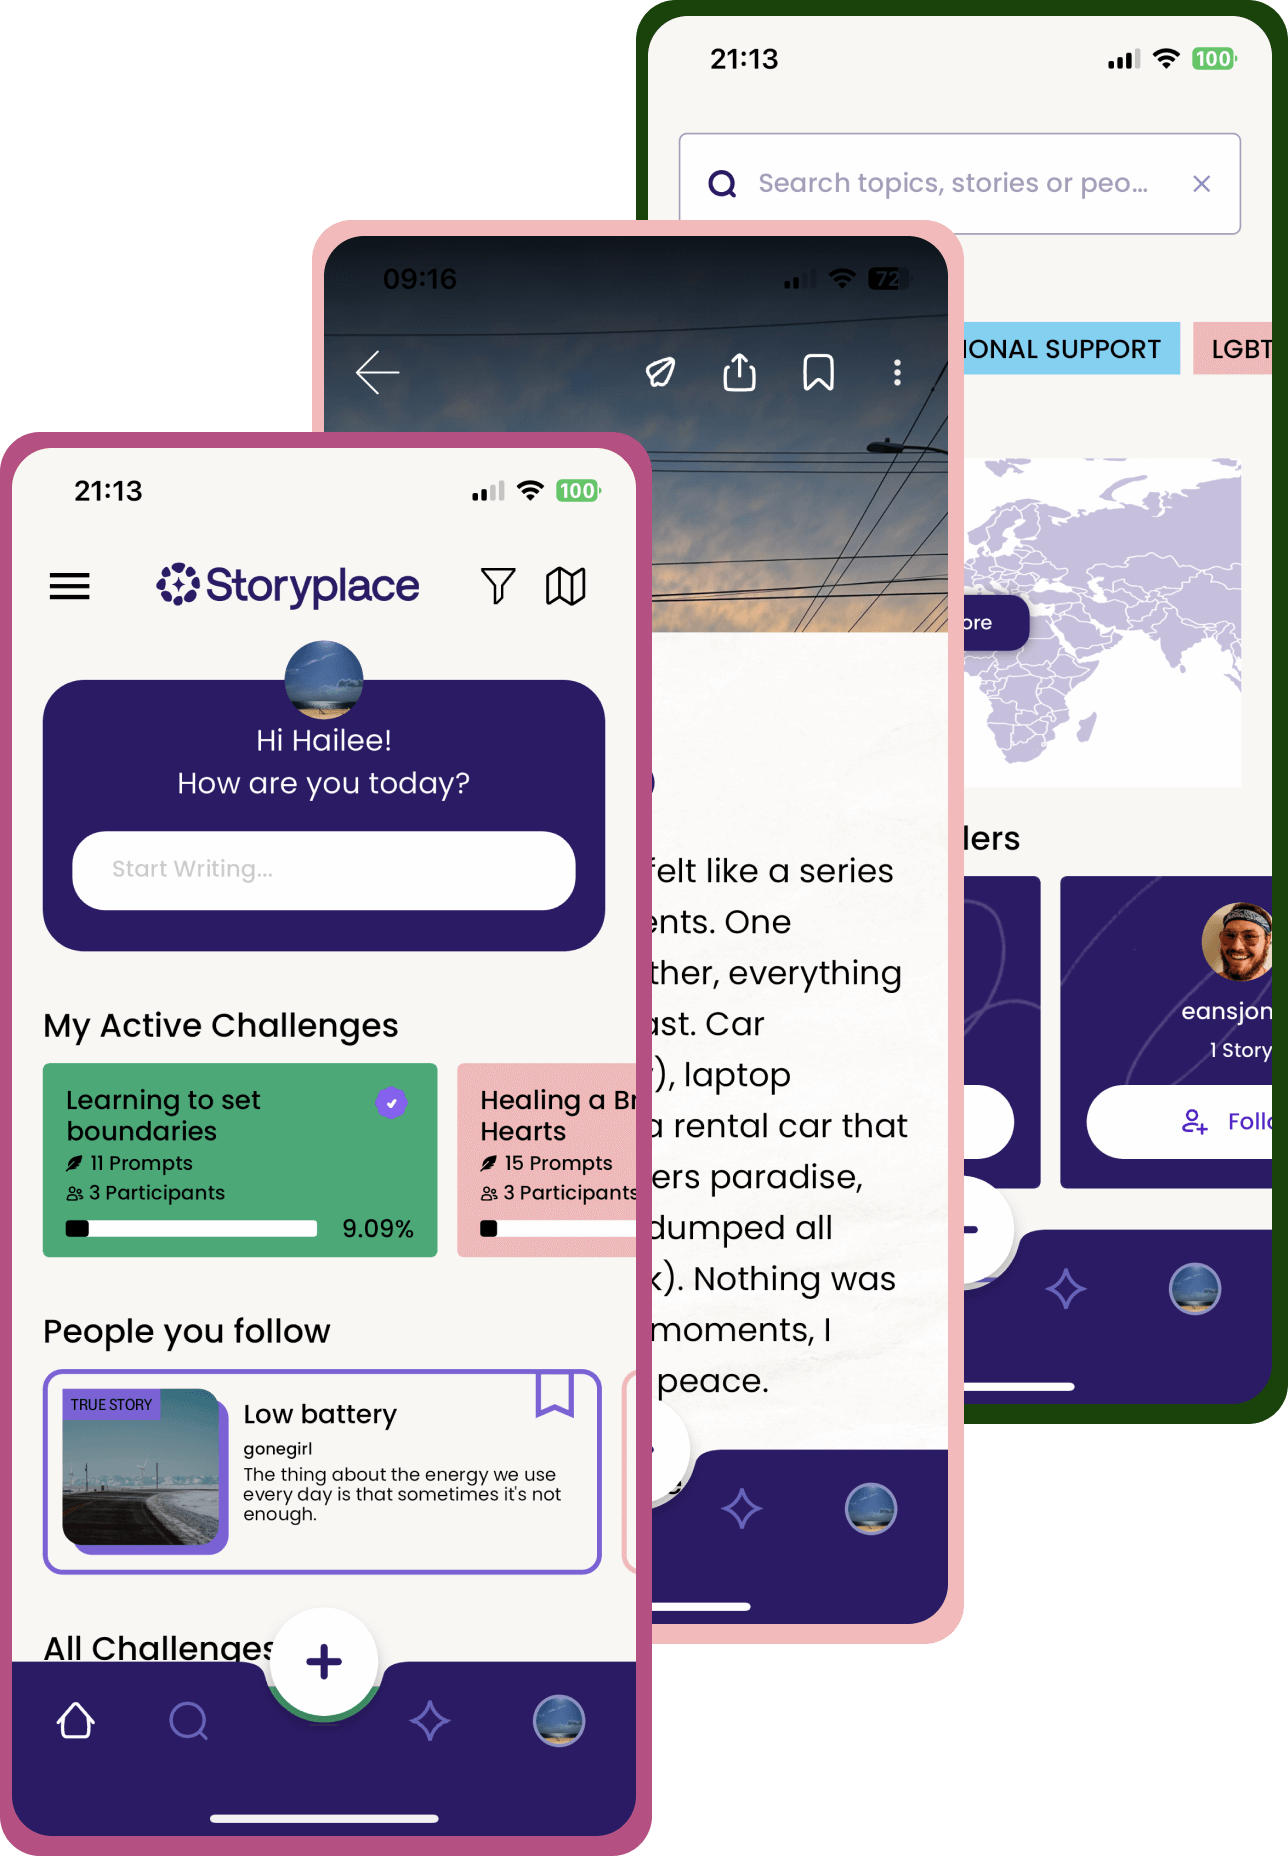 21:13
100
Search topics, stories or peo...
IONAL SUPPORT
LGBT
ore
lers
eansjon
1 Story
Follo
09:16
72
felt like a series
ents. One
ther, everything
ast. Car
), laptop
a rental car that
ers paradise,
dumped all
k). Nothing was
moments, I
peace.
21:13
100
Storyplace
Hi Hailee!
How are you today?
Start Writing...
My Active Challenges
Learning to set
boundaries
11 Prompts
3 Participants
9.09%
Healing a Br
Hearts
15 Prompts
3 Participants
People you follow
TRUE STORY
Low battery
gonegirl
The thing about the energy we use
every day is that sometimes it's not
enough.
All Challenges